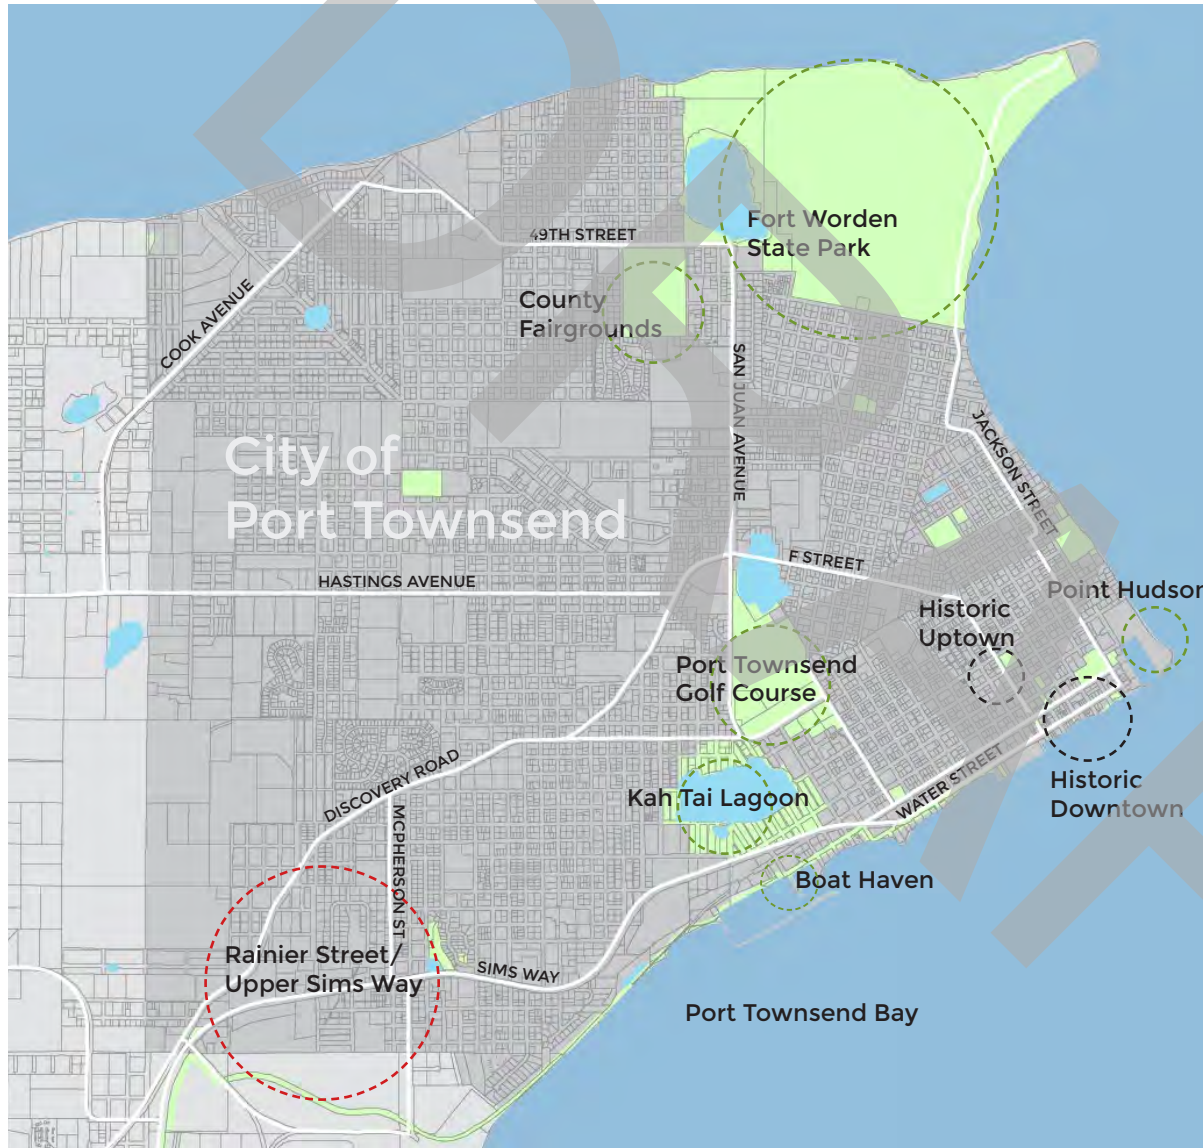 Fort Worden
State Park
49TH STREET
County
Fairgrounds
COOK AVENUE
SAN JUAN AVENUE
JACKSON STREET
City of
Port Townsend
F STREET
HASTINGS AVENUE
Point Hudson
Historic
Uptown
Port Townsend
Golf Course
DISCOVERY ROAD
WATER STREET
Historic
Downtown
Kah Tai Lagoon
MCPHERSON ST
Boat Haven
Rainier Street/
Upper Sims Way
SIMS WAY
Port Townsend Bay
DRAFT